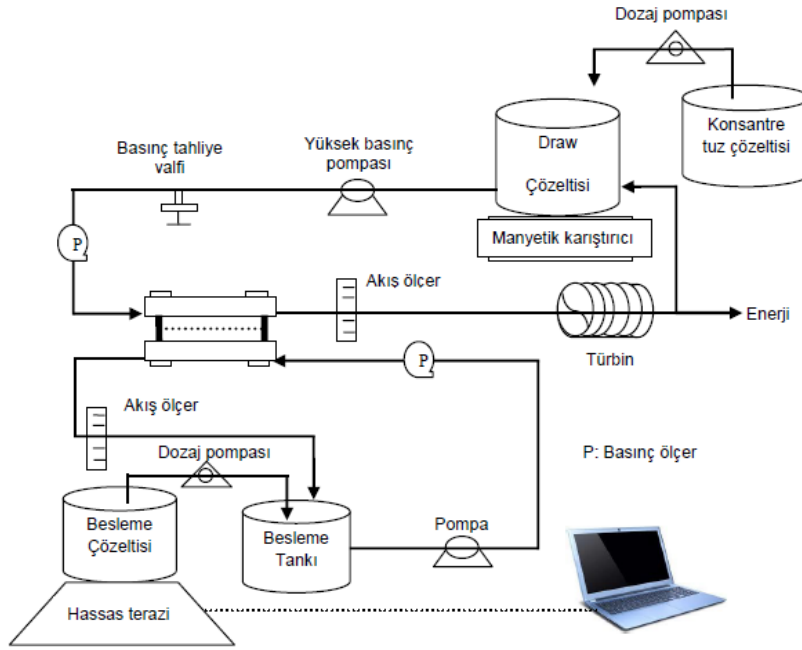 Dozaj pompası
Konsantre
tuz çözeltisi
Draw
Çözeltisi
Manyetik karıştırıcı
Yüksek basınç
pompası
Basınç tahliye
valfi
P
Akış ölçer
Türbin
Enerji
P
Akış ölçer
Dozaj pompası
Besleme
Çözeltisi
Besleme
Tankı
Pompa
Hassas terazi
P: Basınç ölçer